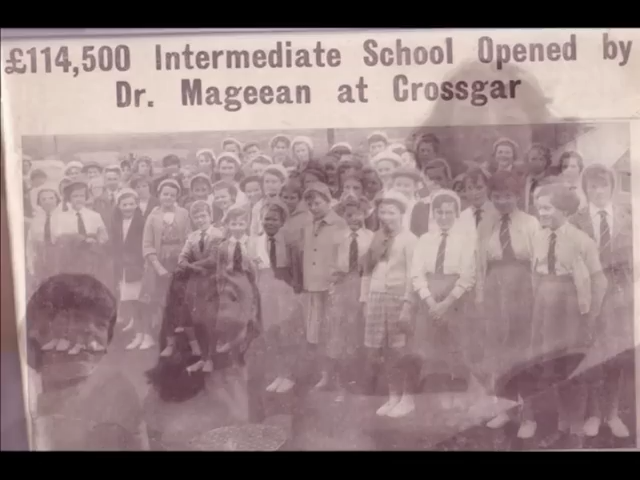 £114,500 Intermediate School Opened by
Dr. Mageean at Crossgar